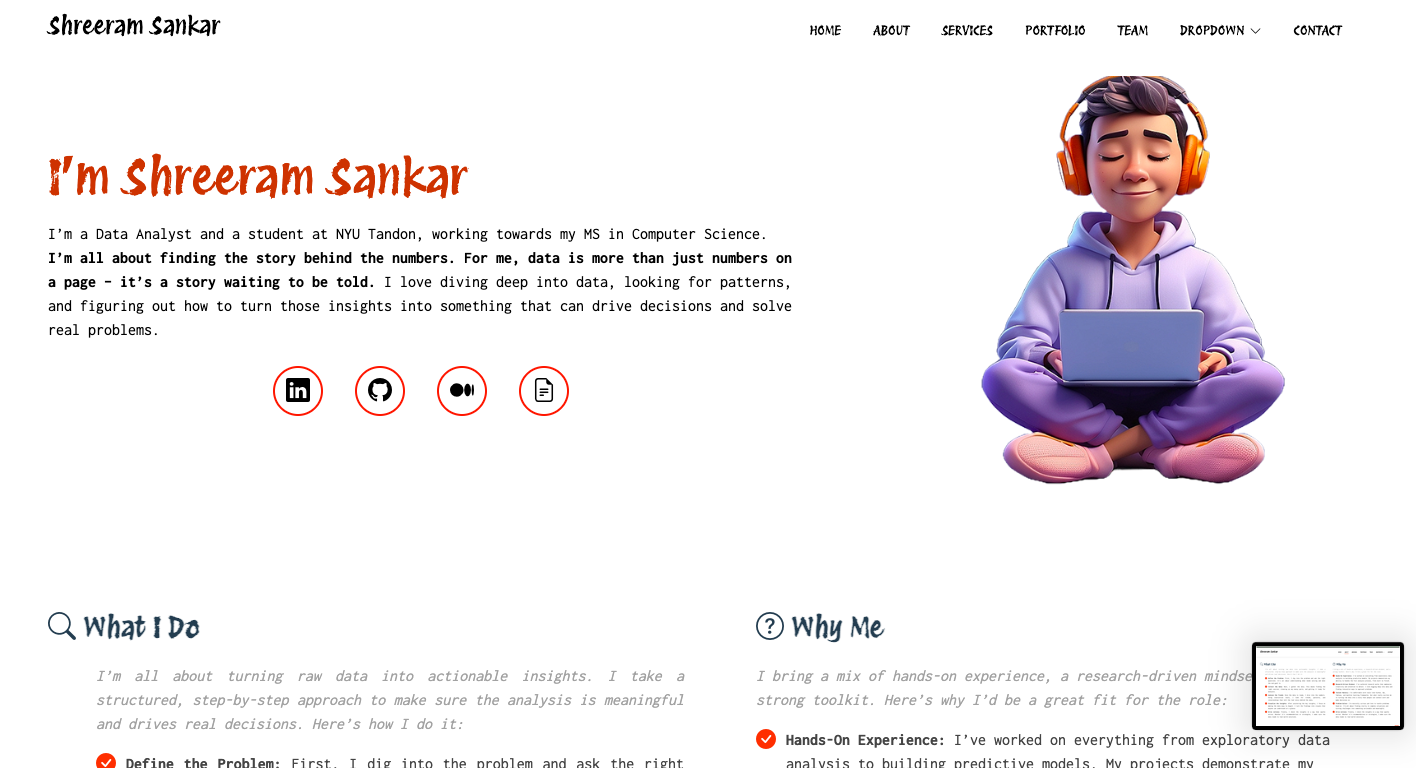 Shreeram Sankar
HOME ABOUT SERVICES PORTFOLIO TEAM DROPDOWN CONTACT
I'm Shreeram Sankar
I’m a Data Analyst and a student at NYU Tandon, working towards my MS in Computer Science.
I’m all about finding the story behind the numbers. For me, data is more than just numbers on
a page – it’s a story waiting to be told. I love diving deep into data, looking for patterns,
and figuring out how to turn those insights into something that can drive decisions and solve
real problems.
in
What I Do
I’m all about turning raw data into actionable insights. I take a
structured, step-by-step approach to make sure the analysis is meaningful
and drives real decisions. Here’s how I do it:
Define the Problem: First, I dig into the problem and ask the right
Why Me
I bring a mix of hands-on experience, a research-driven mindse
strong toolkit. Here’s why I’d be a great fit for the role:
Hands-On Experience: I’ve worked on everything from exploratory data
analysis to building predictive models. My projects demonstrate my